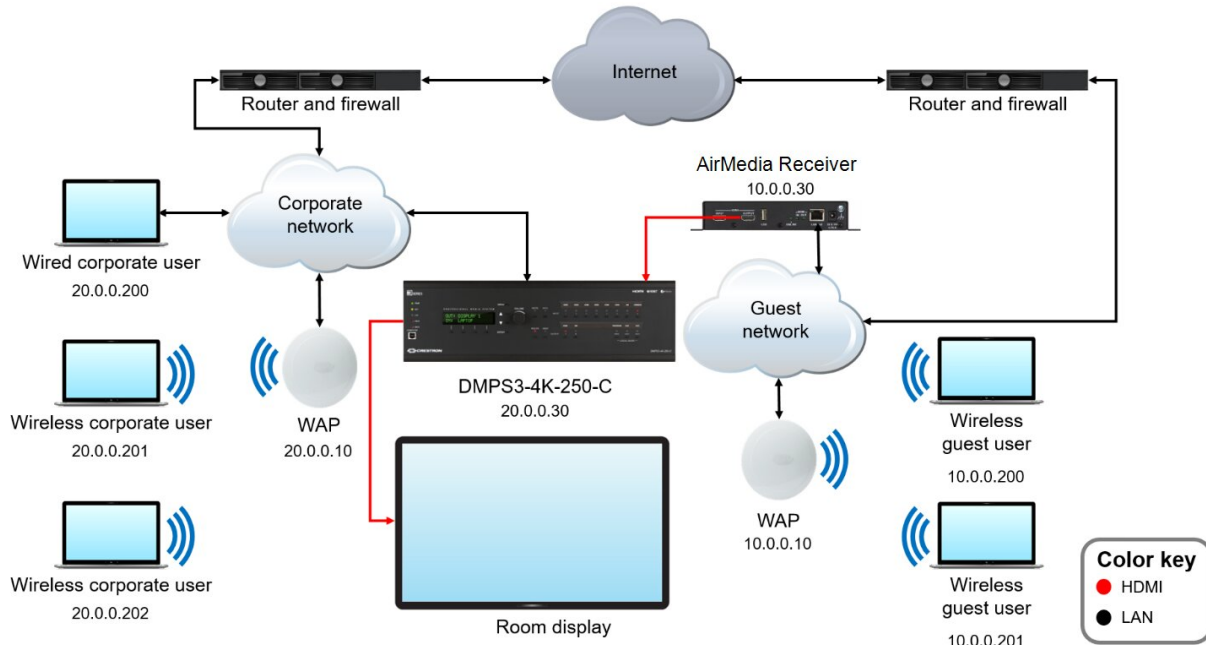 Internet
Router and firewall
Router and firewall
AirMedia Receiver
10.0.0.30
Corporate
network
Wired corporate user
20.0.0.200
Guest
network
CRESTRON
DMPS3-4K-250-C
20.0.0.30
Wireless corporate user
20.0.0.201
WAP
20.0.0.10
Wireless
guest user
10.0.0.200
WAP
10.0.0.10
Wireless corporate user
20.0.0.202
Room display
Wireless
guest user
10.0.0.201
Color key
HDMI
LAN